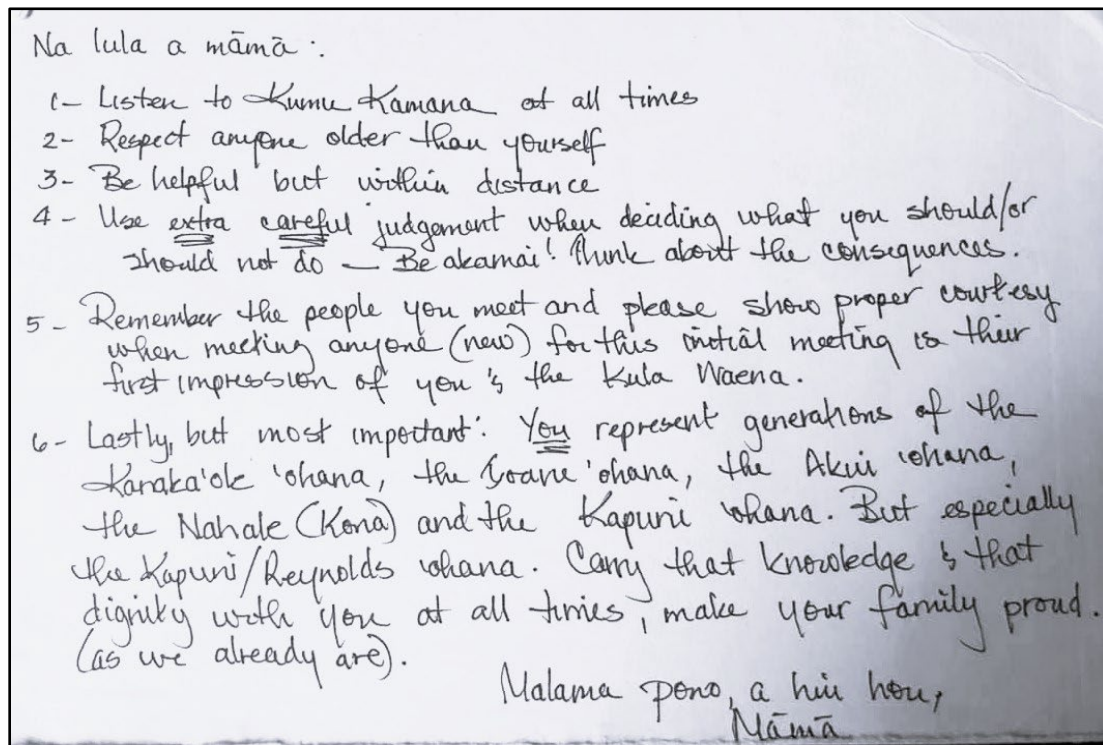 Na lula a māmā:
1- Listen to Kumu Kamana at all times
2- Respect anyone older than yourself
3- Be helpful but within distance
4- Use extra careful judgement when deciding what you should/or
should not do — Be akamai! Think about the consequences.
5- Remember the people you meet and please show proper courtesy
when meeting anyone (new) for this initial meeting is their
first impression of you & the Kula Waena.
6- Lastly, but most important: You represent generations of the
Kanaka'ole 'ohana, the Ioane 'ohana, the Akui 'ohana,
the Nahale (Kona) and the Kapuni 'ohana. But especially
the Kapuni/Reynolds 'ohana. Carry that knowledge & that
dignity with you at all times, make your family proud.
(as we already are).
Malama pono, a hui hou,
Māmā